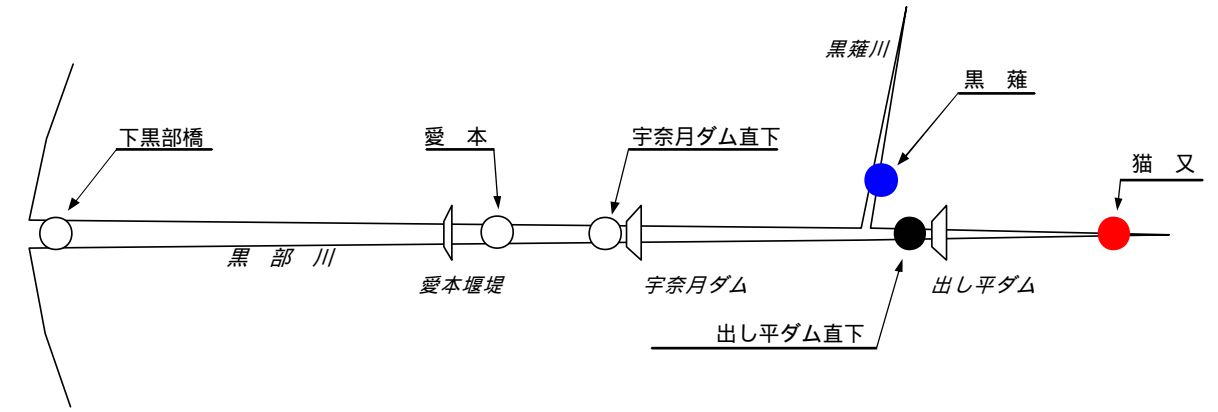 黒薙川
黒　薙
下黒部橋
愛　本
宇奈月ダム直下
猫　又
黒　部　川
愛本堰堤
宇奈月ダム
出し平ダム
出し平ダム直下